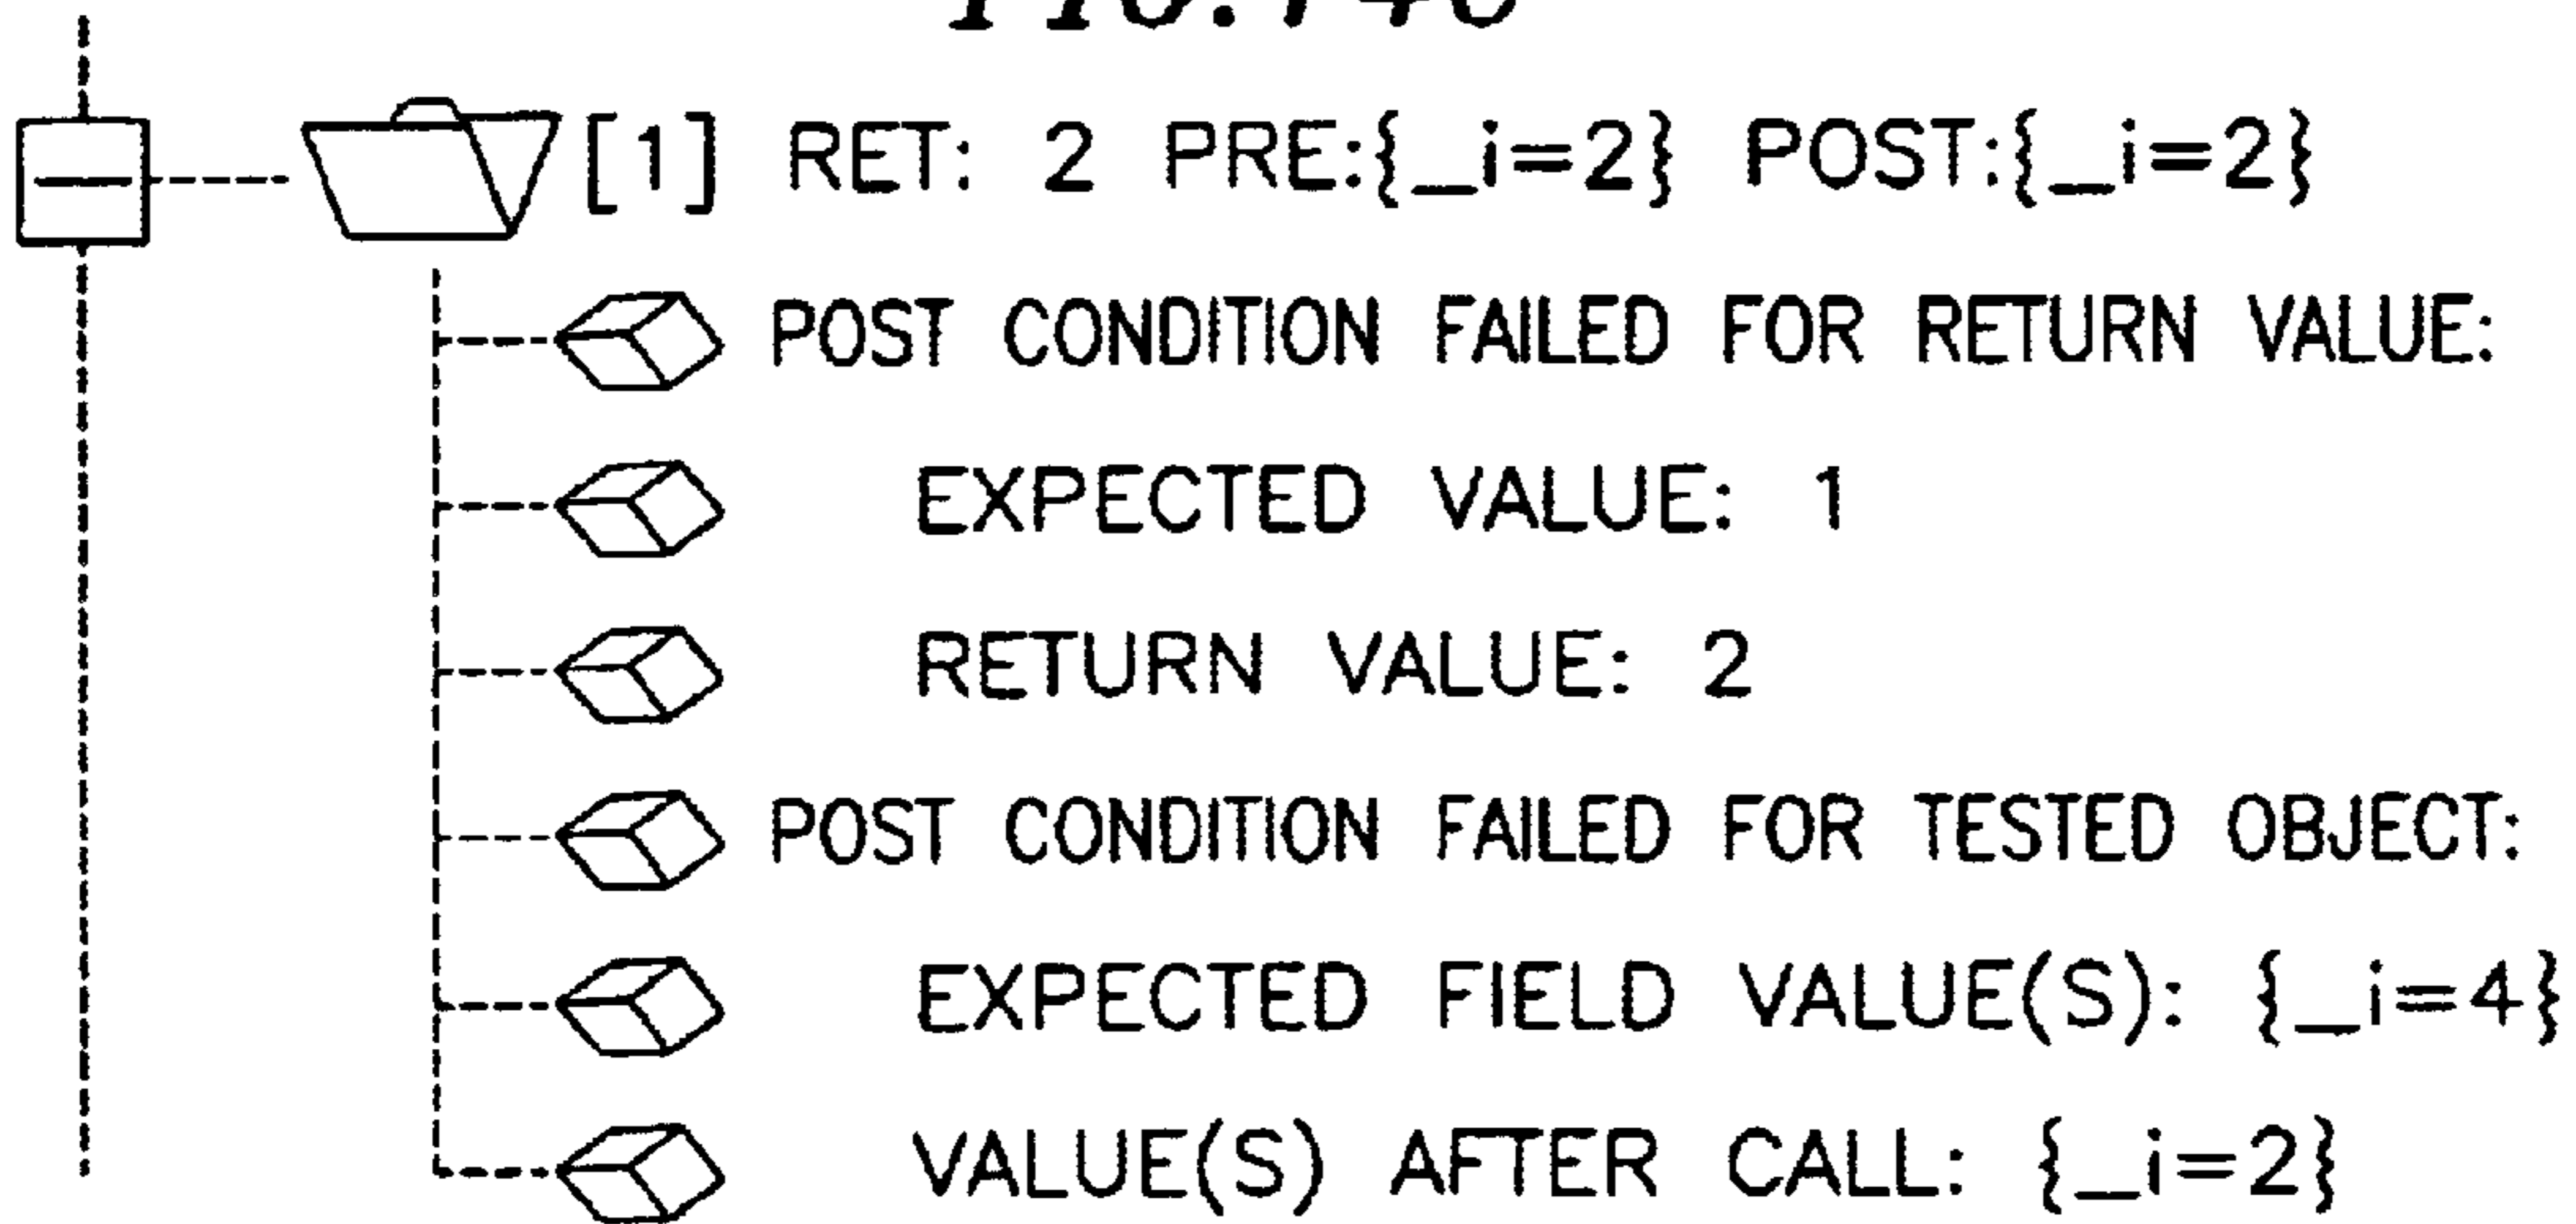 [1] RET: 2 PRE:{_i=2} POST:{_i=2}
POST CONDITION FAILED FOR RETURN VALUE:
EXPECTED VALUE: 1
RETURN VALUE: 2
POST CONDITION FAILED FOR TESTED OBJECT:
EXPECTED FIELD VALUE(S): {_i=4}
VALUE(S) AFTER CALL: {_i=2}